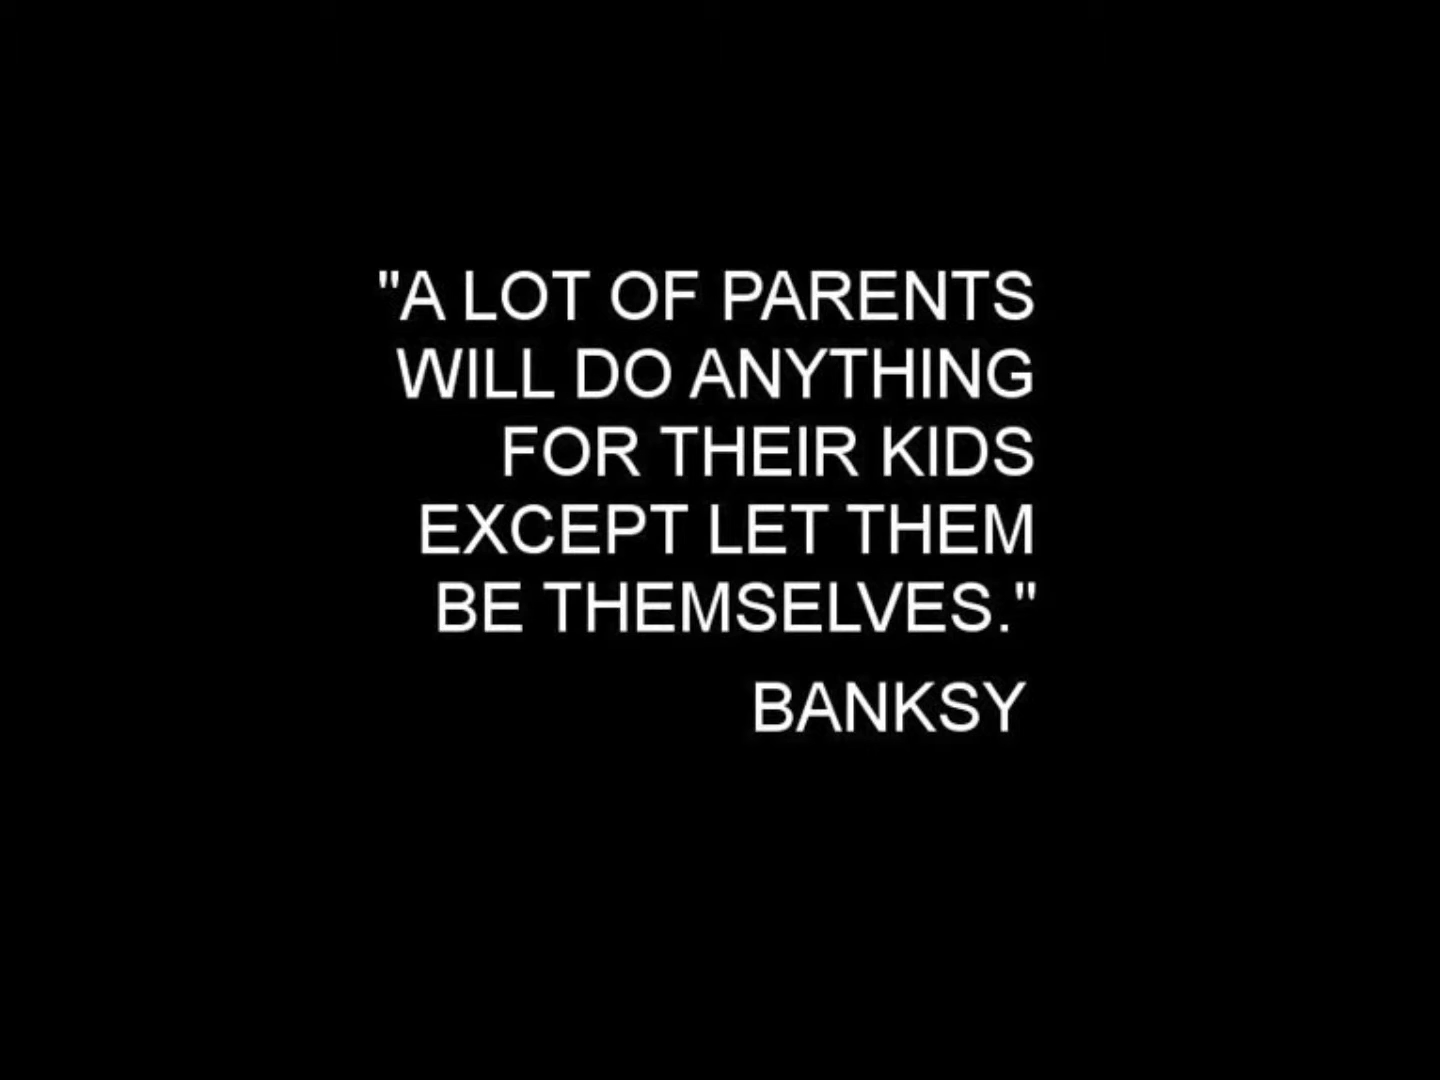 "A LOT OF PARENTS
WILL DO ANYTHING
FOR THEIR KIDS
EXCEPT LET THEM
BE THEMSELVES."
BANKSY